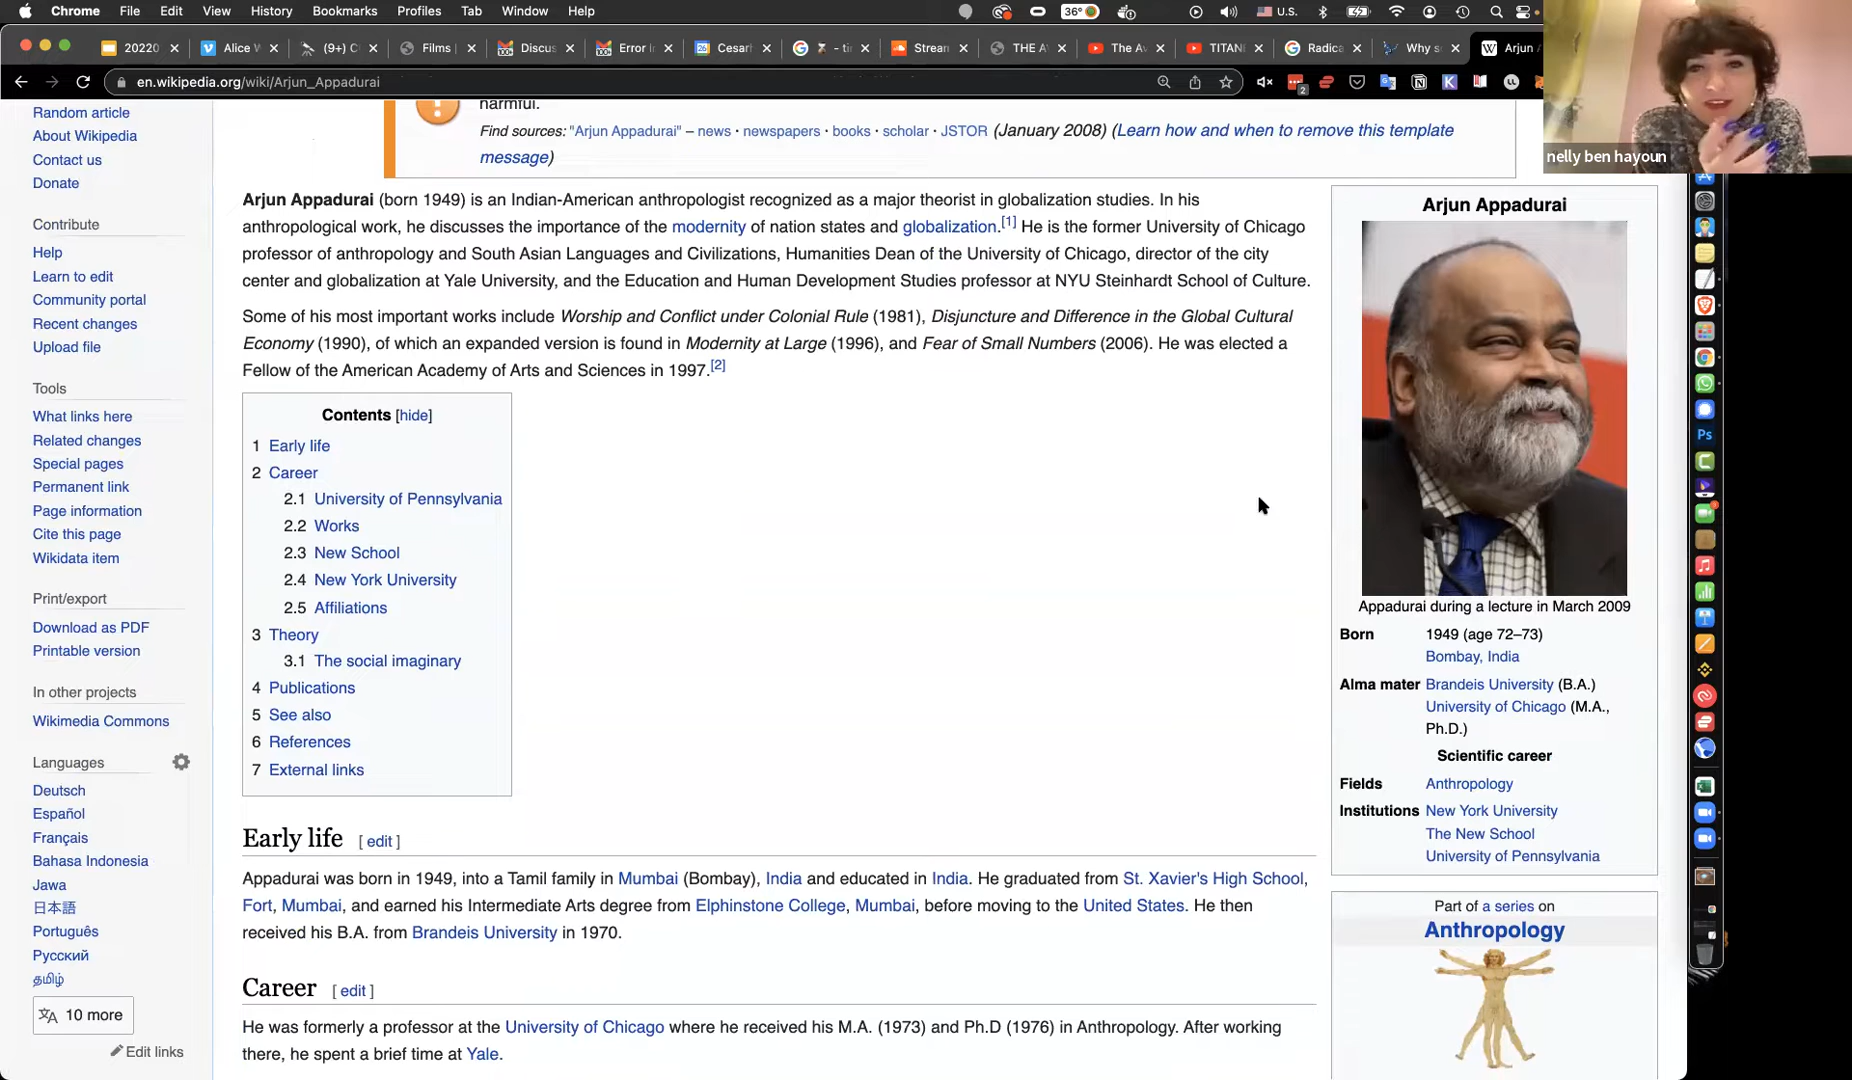 Chrome File Edit View History Bookmarks Profiles Tab Window Help
36° U.S.
20220 Alice W (9+) C Films | Discus Error i Cesarl Stream THE A The Av TITAN Radica Why s Arjun A
en.wikipedia.org/wiki/Arjun_Appadurai
nelly ben hayoun
Random article
About Wikipedia
Contact us
Donate
Contribute
Help
Learn to edit
Community portal
Recent changes
Upload file
Tools
What links here
Related changes
Special pages
Permanent link
Page information
Cite this page
Wikidata item
Print/export
Download as PDF
Printable version
In other projects
Wikimedia Commons
Languages
Deutsch
Español
Français
Bahasa Indonesia
Jawa
日本語
Português
Русский
தமிழ்
10 more
Edit links
harmful.
Find sources: "Arjun Appadurai" – news · newspapers · books · scholar · JSTOR (January 2008) (Learn how and when to remove this template
message)
Arjun Appadurai (born 1949) is an Indian-American anthropologist recognized as a major theorist in globalization studies. In his
anthropological work, he discusses the importance of the modernity of nation states and globalization.[1] He is the former University of Chicago
professor of anthropology and South Asian Languages and Civilizations, Humanities Dean of the University of Chicago, director of the city
center and globalization at Yale University, and the Education and Human Development Studies professor at NYU Steinhardt School of Culture.
Some of his most important works include Worship and Conflict under Colonial Rule (1981), Disjuncture and Difference in the Global Cultural
Economy (1990), of which an expanded version is found in Modernity at Large (1996), and Fear of Small Numbers (2006). He was elected a
Fellow of the American Academy of Arts and Sciences in 1997.[2]
Contents [hide]
1 Early life
2 Career
2.1 University of Pennsylvania
2.2 Works
2.3 New School
2.4 New York University
2.5 Affiliations
3 Theory
3.1 The social imaginary
4 Publications
5 See also
6 References
7 External links
Early life [ edit ]
Appadurai was born in 1949, into a Tamil family in Mumbai (Bombay), India and educated in India. He graduated from St. Xavier's High School,
Fort, Mumbai, and earned his Intermediate Arts degree from Elphinstone College, Mumbai, before moving to the United States. He then
received his B.A. from Brandeis University in 1970.
Career [ edit ]
He was formerly a professor at the University of Chicago where he received his M.A. (1973) and Ph.D (1976) in Anthropology. After working
there, he spent a brief time at Yale.
Arjun Appadurai
Appadurai during a lecture in March 2009
Born 1949 (age 72–73)
Bombay, India
Alma mater Brandeis University (B.A.)
University of Chicago (M.A.,
Ph.D.)
Scientific career
Fields Anthropology
Institutions New York University
The New School
University of Pennsylvania
Part of a series on
Anthropology
Ps